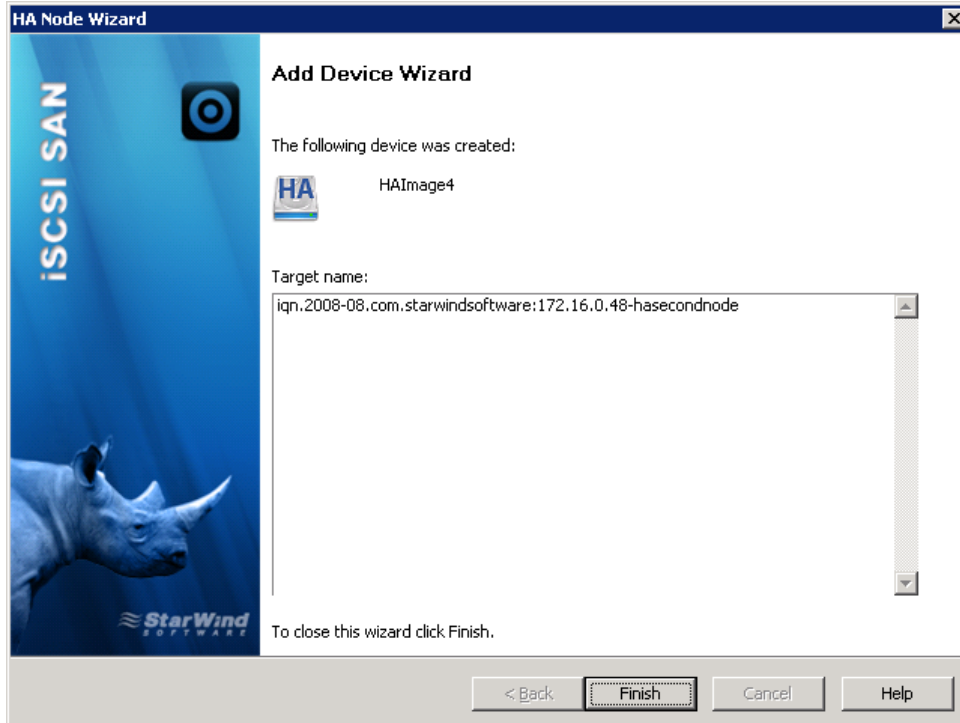 HA Node Wizard
iSCSI SAN
Add Device Wizard
The following device was created:
HA
HAImage4
Target name:
iqn.2008-08.com.starwindsoftware:172.16.0.48-hasecondnode
StarWind
SOFTWARE
To close this wizard click Finish.
< Back
Finish
Cancel
Help